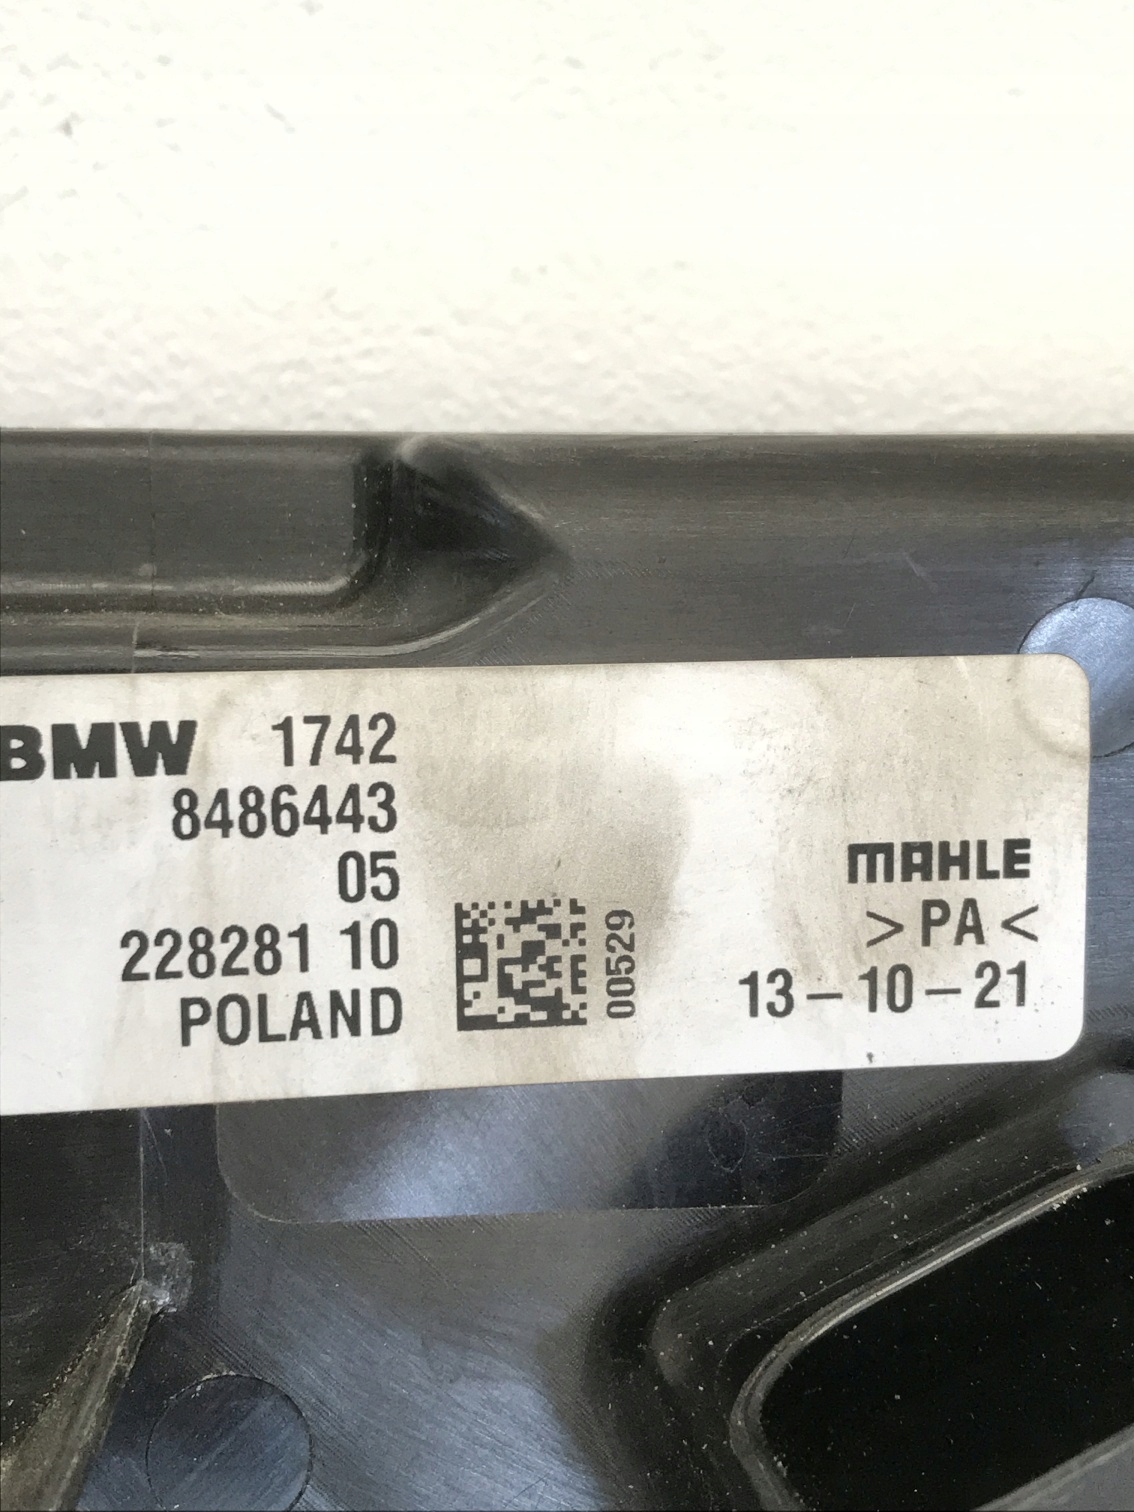 BMW 1742
8486443
05
228281 10
POLAND
00529
MAHLE
>PA<
13-10-21